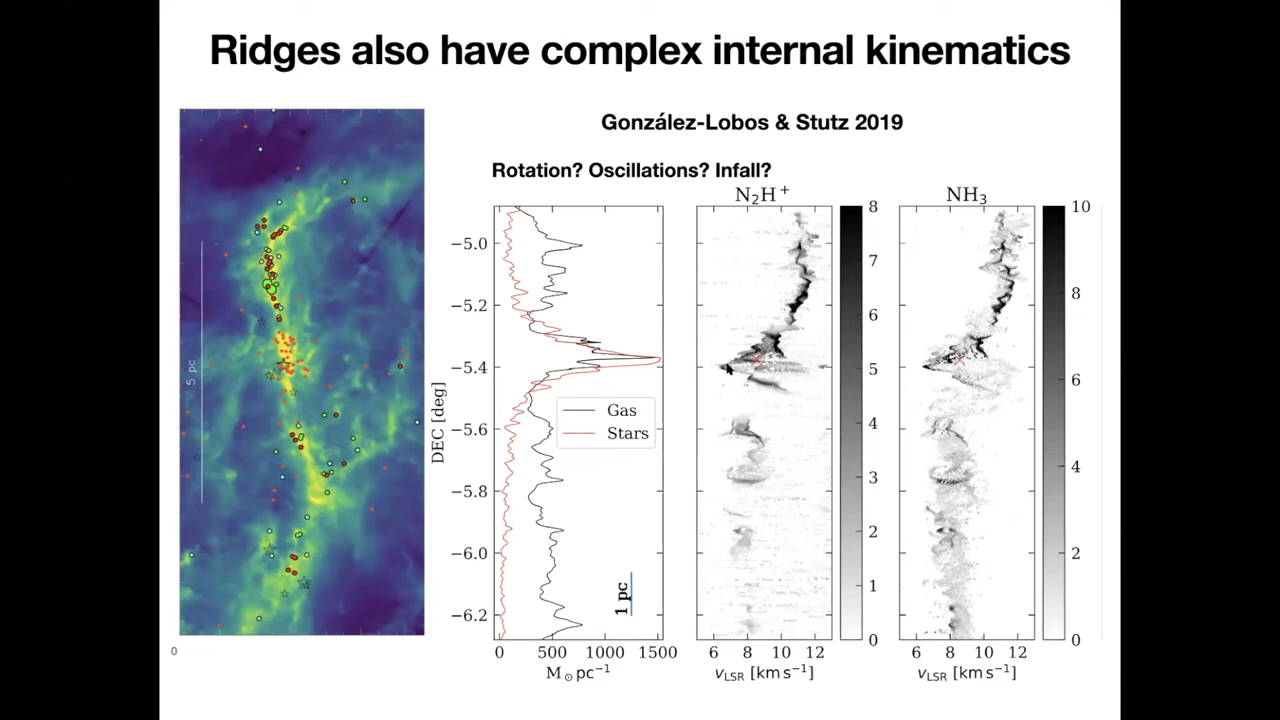 Ridges also have complex internal kinematics
González-Lobos & Stutz 2019
Rotation? Oscillations? Infall?
5 pc
0
DEC [deg]
−5.0
−5.2
−5.4
−5.6
−5.8
−6.0
−6.2
Gas
Stars
1 pc
0 500 1000 1500
M⊙ pc⁻¹
N₂H⁺
6 8 10 12
vLSR [km s⁻¹]
8
7
6
5
4
3
2
1
0
NH₃
6 8 10 12
vLSR [km s⁻¹]
10
8
6
4
2
0